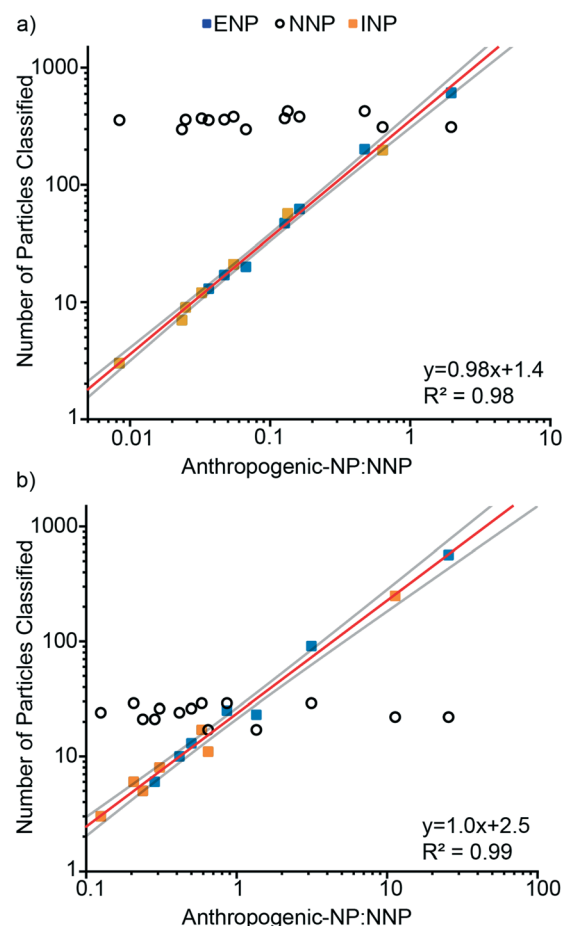 a)
ENP NNP INP
Number of Particles Classified
1000
100
10
1
0.01 0.1 1 10
y=0.98x+1.4
R² = 0.98
Anthropogenic-NP:NNP
b)
Number of Particles Classified
1000
100
10
1
0.1 1 10 100
y=1.0x+2.5
R² = 0.99
Anthropogenic-NP:NNP